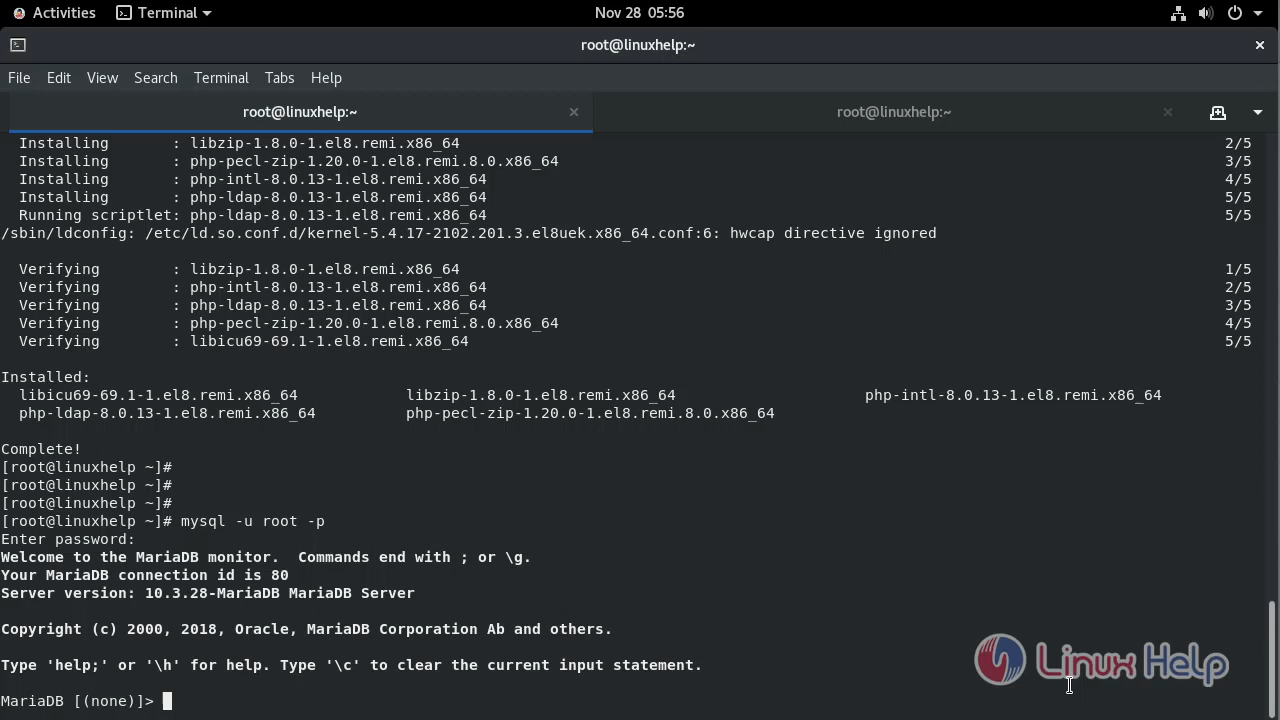 Activities Terminal Nov 28 05:56
root@linuxhelp:~
File Edit View Search Terminal Tabs Help
root@linuxhelp:~ root@linuxhelp:~
Installing : libzip-1.8.0-1.el8.remi.x86_64 2/5
Installing : php-pecl-zip-1.20.0-1.el8.remi.8.0.x86_64 3/5
Installing : php-intl-8.0.13-1.el8.remi.x86_64 4/5
Installing : php-ldap-8.0.13-1.el8.remi.x86_64 5/5
Running scriptlet: php-ldap-8.0.13-1.el8.remi.x86_64 5/5
/sbin/ldconfig: /etc/ld.so.conf.d/kernel-5.4.17-2102.201.3.el8uek.x86_64.conf:6: hwcap directive ignored
Verifying : libzip-1.8.0-1.el8.remi.x86_64 1/5
Verifying : php-intl-8.0.13-1.el8.remi.x86_64 2/5
Verifying : php-ldap-8.0.13-1.el8.remi.x86_64 3/5
Verifying : php-pecl-zip-1.20.0-1.el8.remi.8.0.x86_64 4/5
Verifying : libicu69-69.1-1.el8.remi.x86_64 5/5
Installed:
libicu69-69.1-1.el8.remi.x86_64 libzip-1.8.0-1.el8.remi.x86_64 php-intl-8.0.13-1.el8.remi.x86_64
php-ldap-8.0.13-1.el8.remi.x86_64 php-pecl-zip-1.20.0-1.el8.remi.8.0.x86_64
Complete!
[root@linuxhelp ~]#
[root@linuxhelp ~]#
[root@linuxhelp ~]#
[root@linuxhelp ~]# mysql -u root -p
Enter password:
Welcome to the MariaDB monitor.  Commands end with ; or \g.
Your MariaDB connection id is 80
Server version: 10.3.28-MariaDB MariaDB Server
Copyright (c) 2000, 2018, Oracle, MariaDB Corporation Ab and others.
Type 'help;' or '\h' for help. Type '\c' to clear the current input statement.
Linux Help
MariaDB [(none)]>